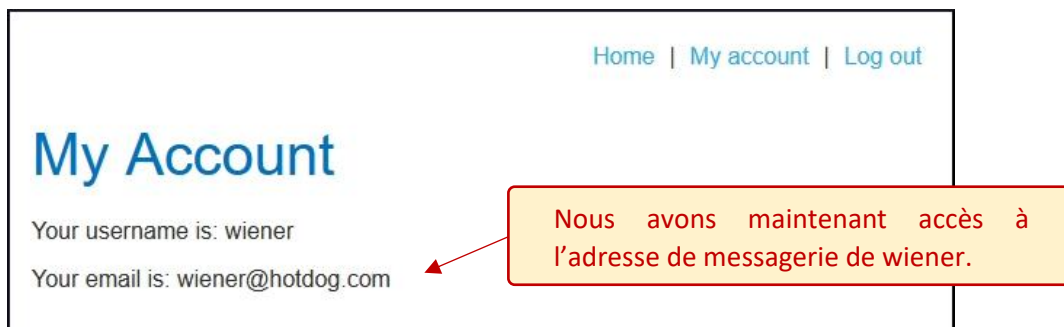 Home | My account | Log out
My Account
Your username is: wiener
Nous avons maintenant accès à
l’adresse de messagerie de wiener.
Your email is: wiener@hotdog.com